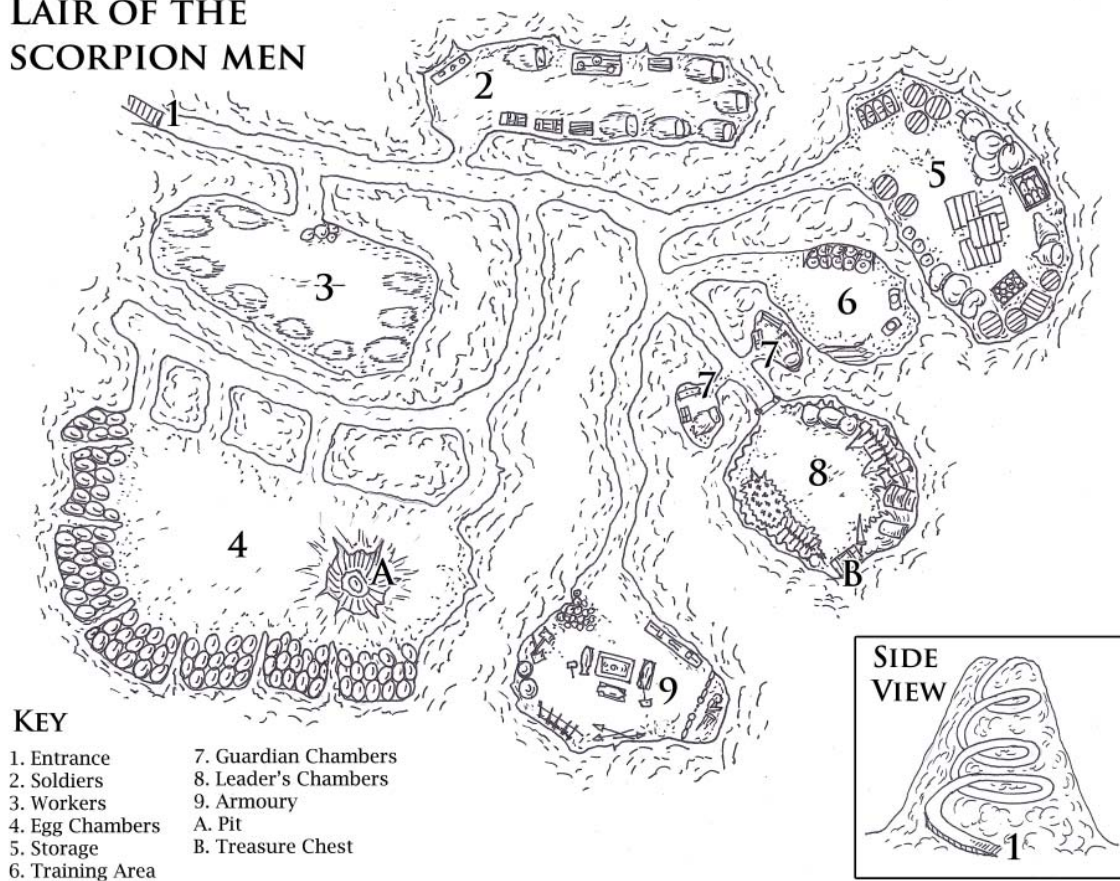 LAIR OF THE
SCORPION MEN
1
2
3
4
5
6
7
7
8
9
A
B
KEY
1. Entrance
2. Soldiers
3. Workers
4. Egg Chambers
5. Storage
6. Training Area
7. Guardian Chambers
8. Leader's Chambers
9. Armoury
A. Pit
B. Treasure Chest
SIDE
VIEW
1